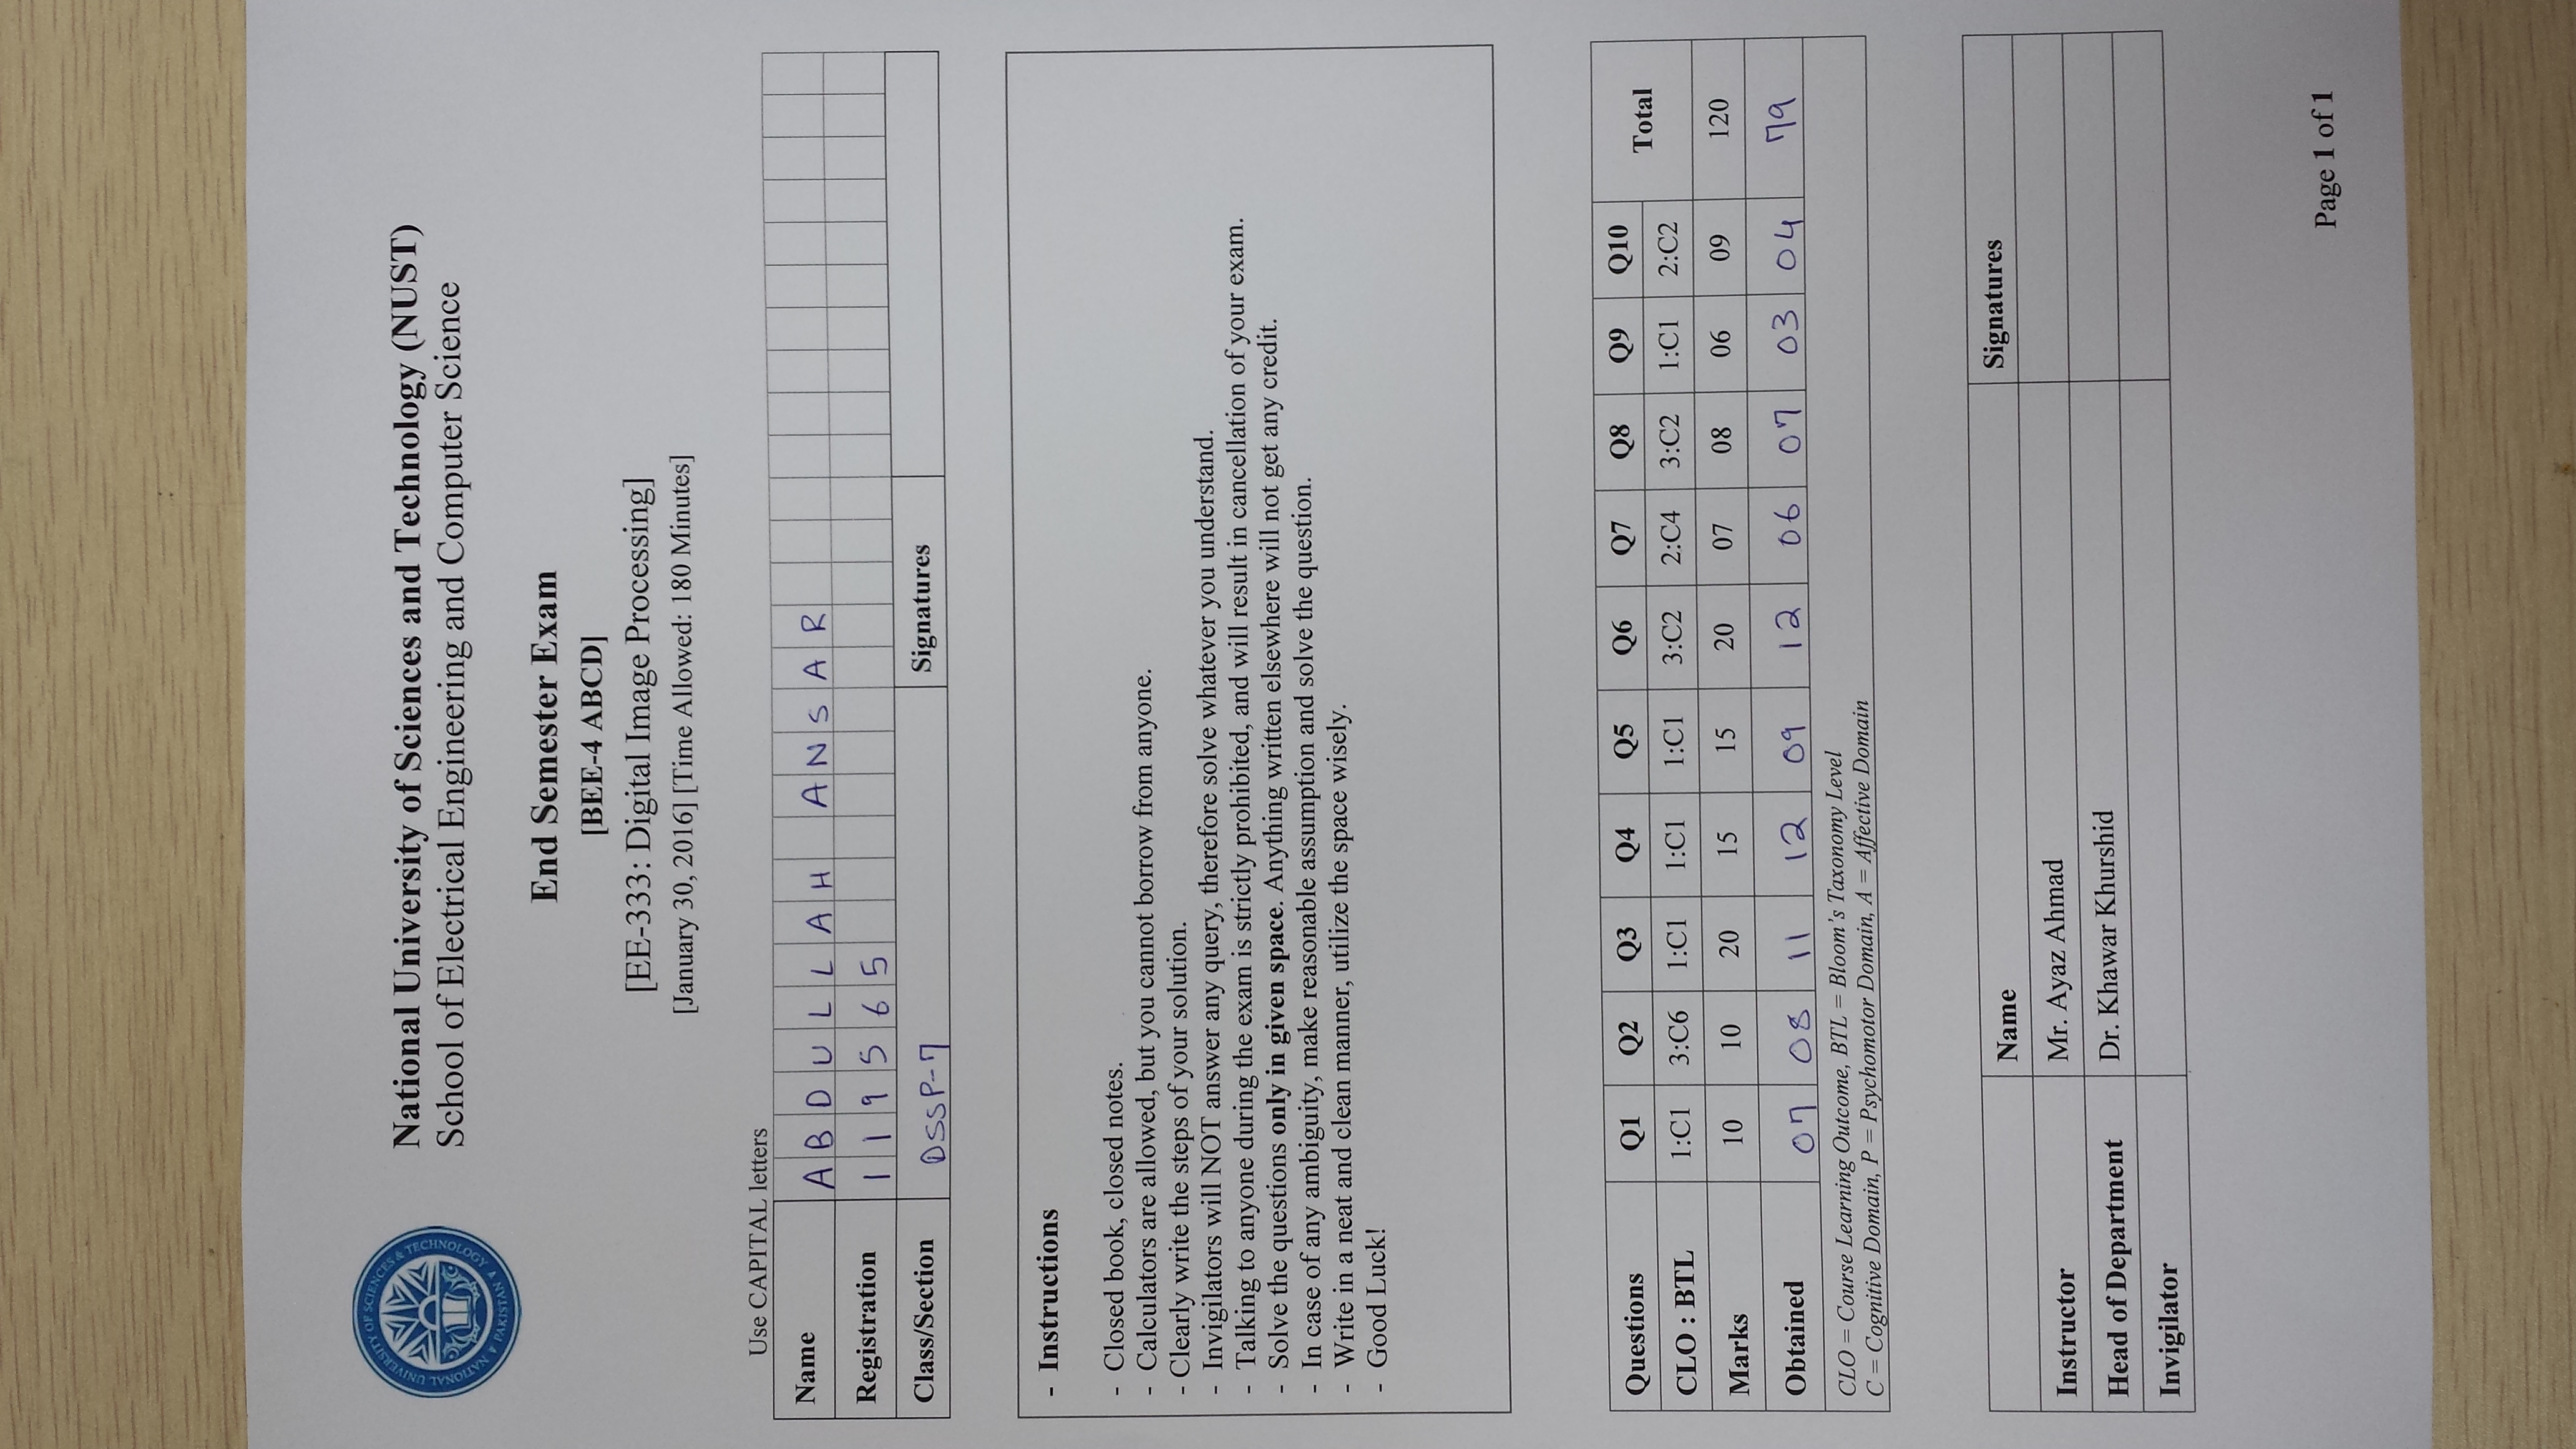 NATIONAL UNIVERSITY OF SCIENCES & TECHNOLOGY
PAKISTAN
National University of Sciences and Technology (NUST)
School of Electrical Engineering and Computer Science
End Semester Exam
[BEE-4 ABCD]
[EE-333: Digital Image Processing]
[January 30, 2016] [Time Allowed: 180 Minutes]
Use CAPITAL letters
Name ABDULLAH ANSAR
Registration 119565
Class/Section DSSP-7 Signatures
- Instructions
- Closed book, closed notes.
- Calculators are allowed, but you cannot borrow from anyone.
- Clearly write the steps of your solution.
- Invigilators will NOT answer any query, therefore solve whatever you understand.
- Talking to anyone during the exam is strictly prohibited, and will result in cancellation of your exam.
- Solve the questions only in given space. Anything written elsewhere will not get any credit.
- In case of any ambiguity, make reasonable assumption and solve the question.
- Write in a neat and clean manner, utilize the space wisely.
- Good Luck!
Questions Q1 Q2 Q3 Q4 Q5 Q6 Q7 Q8 Q9 Q10 Total
CLO : BTL 1:C1 3:C6 1:C1 1:C1 1:C1 3:C2 2:C4 3:C2 1:C1 2:C2
Marks 10 10 20 15 15 20 07 08 06 09 120
Obtained 07 08 11 12 09 12 06 07 03 04 79
CLO = Course Learning Outcome, BTL = Bloom's Taxonomy Level
C = Cognitive Domain, P = Psychomotor Domain, A = Affective Domain
Name Signatures
Instructor Mr. Ayaz Ahmad
Head of Department Dr. Khawar Khurshid
Invigilator
Page 1 of 1